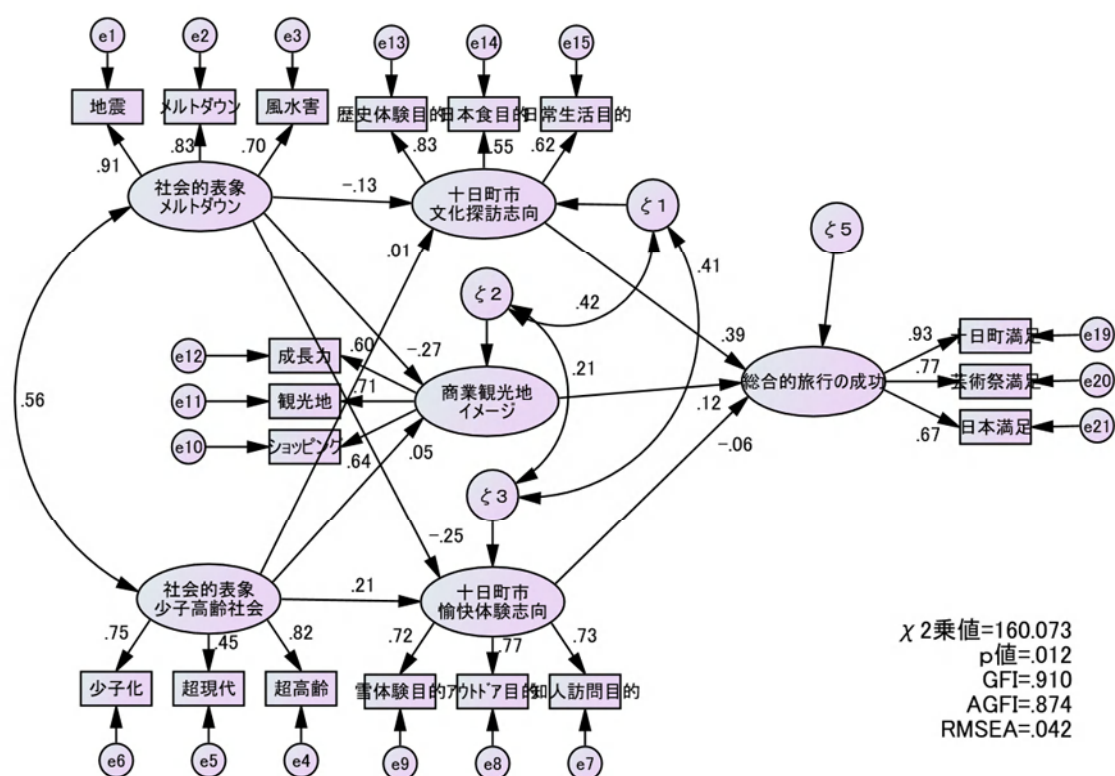 e1
e2
e3
e13
e14
e15
地震
メルトダウン
風水害
歴史体験目的
日本食目的
日常生活目的
.91
.83
.70
.83
.55
.62
社会的表象
メルトダウン
-.13
十日町市
文化探訪志向
ζ1
ζ5
.01
.41
ζ2
.42
e12
成長力
.60
-.27
.39
.93
十日町満足
e19
e11
観光地
.71
商業観光地
イメージ
.21
総合的旅行の成功
.77
芸術祭満足
e20
.56
.12
e10
ショッピング
.64
.05
-.06
.67
日本満足
e21
ζ3
-.25
社会的表象
少子高齢社会
.21
十日町市
愉快体験志向
.75
.45
.82
.72
.77
.73
少子化
超現代
超高齢
雪体験目的
アウトドア目的
知人訪問目的
e6
e5
e4
e9
e8
e7
χ2乗値=160.073
p値=.012
GFI=.910
AGFI=.874
RMSEA=.042